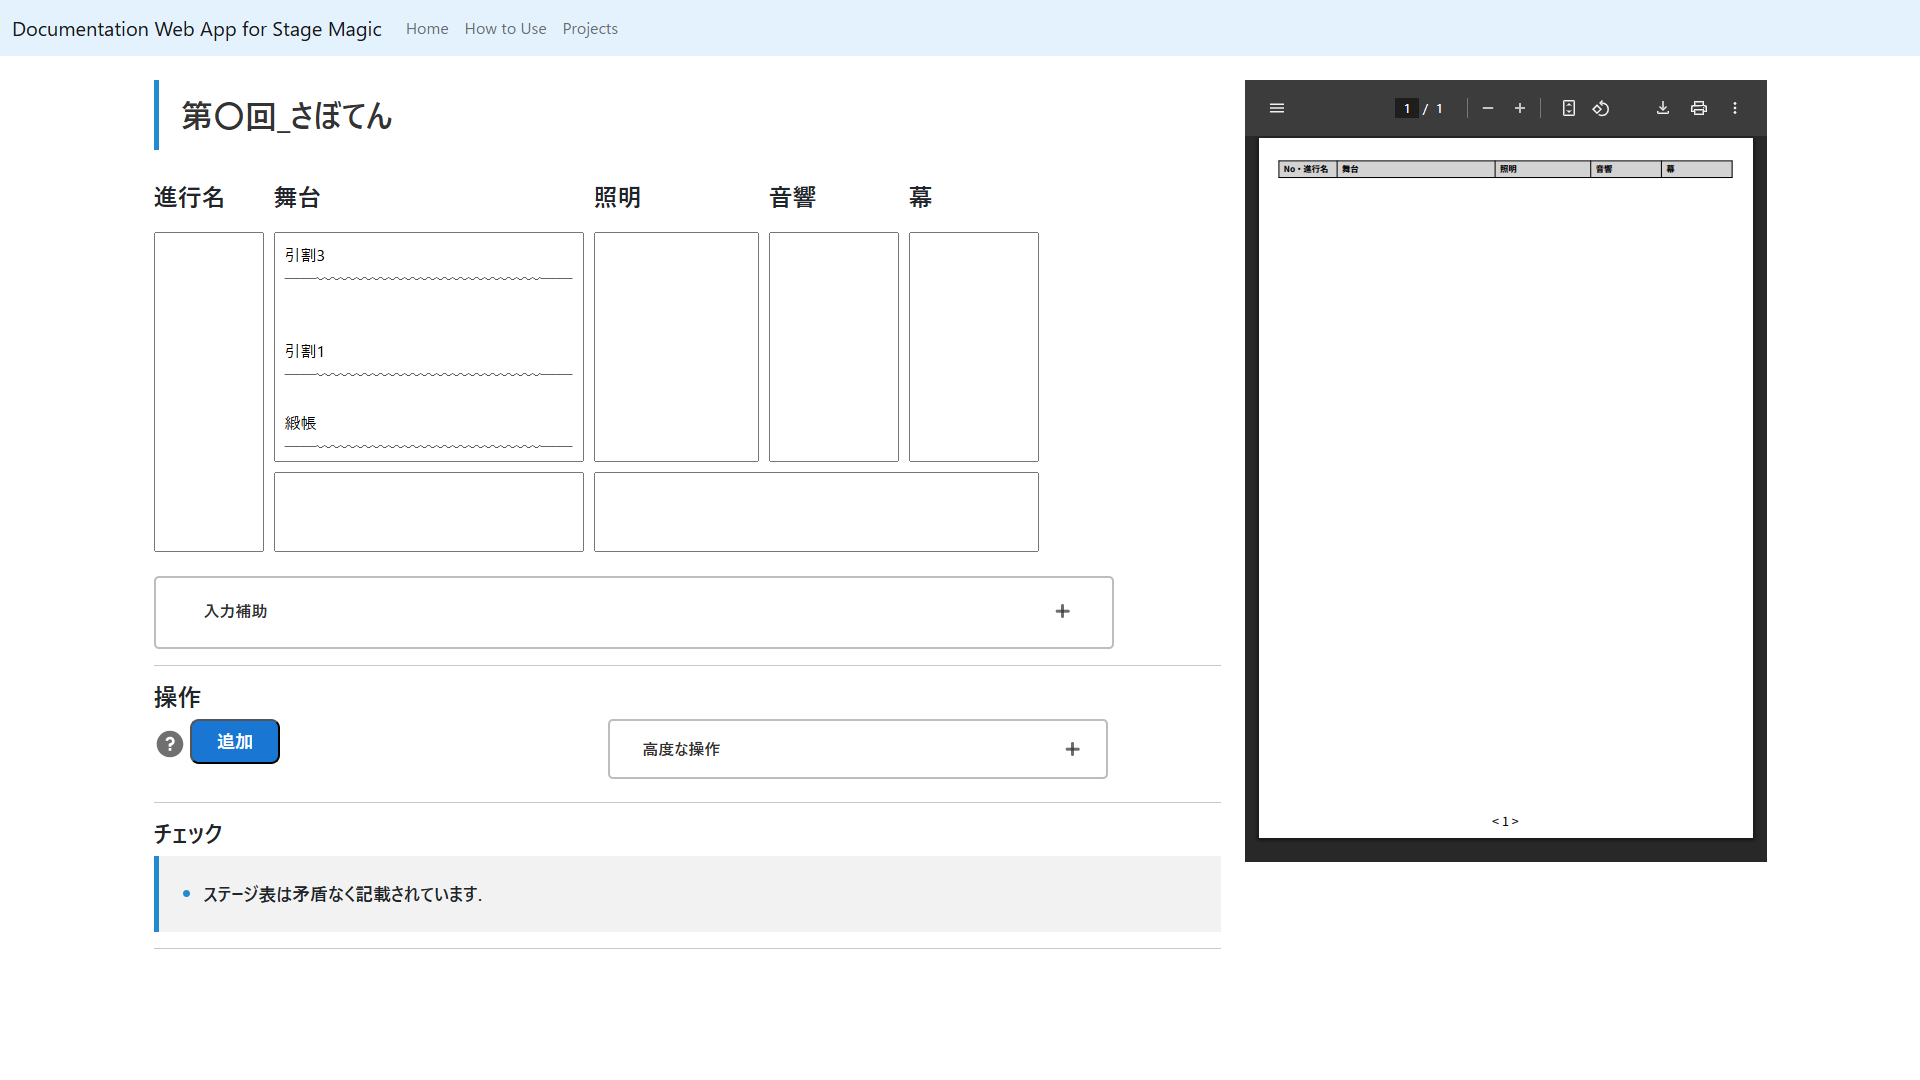 Documentation Web App for Stage Magic Home How to Use Projects
第〇回_さぼてん
進行名 舞台 照明 音響 幕
引割3
引割1
緞帳
入力補助
操作
? 追加
高度な操作
チェック
ステージ表は矛盾なく記載されています.
1 / 1
No・進行名 舞台 照明 音響 幕
< 1 >